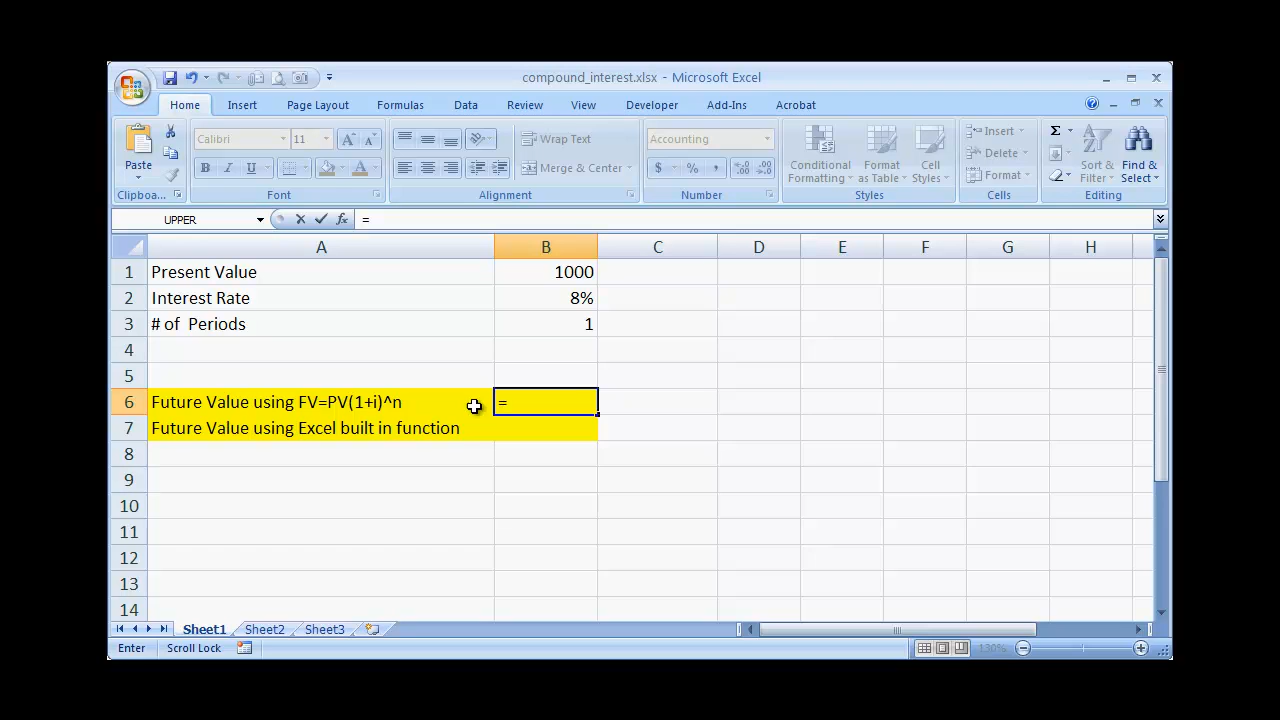 compound_interest.xlsx - Microsoft Excel
Home Insert Page Layout Formulas Data Review View Developer Add-Ins Acrobat
Paste
Clipboa...
Calibri 11
B I U A
Font
Wrap Text
Merge & Center
Alignment
Accounting
$ % ,
Number
Conditional Formatting
Format as Table
Cell Styles
Styles
Insert
Delete
Format
Cells
Σ
Sort & Filter
Find & Select
Editing
UPPER fx =
A B C D E F G H
1 Present Value 1000
2 Interest Rate 8%
3 # of Periods 1
4
5
6 Future Value using FV=PV(1+i)^n =
7 Future Value using Excel built in function
8
9
10
11
12
13
14
Sheet1 Sheet2 Sheet3
Enter Scroll Lock 130%